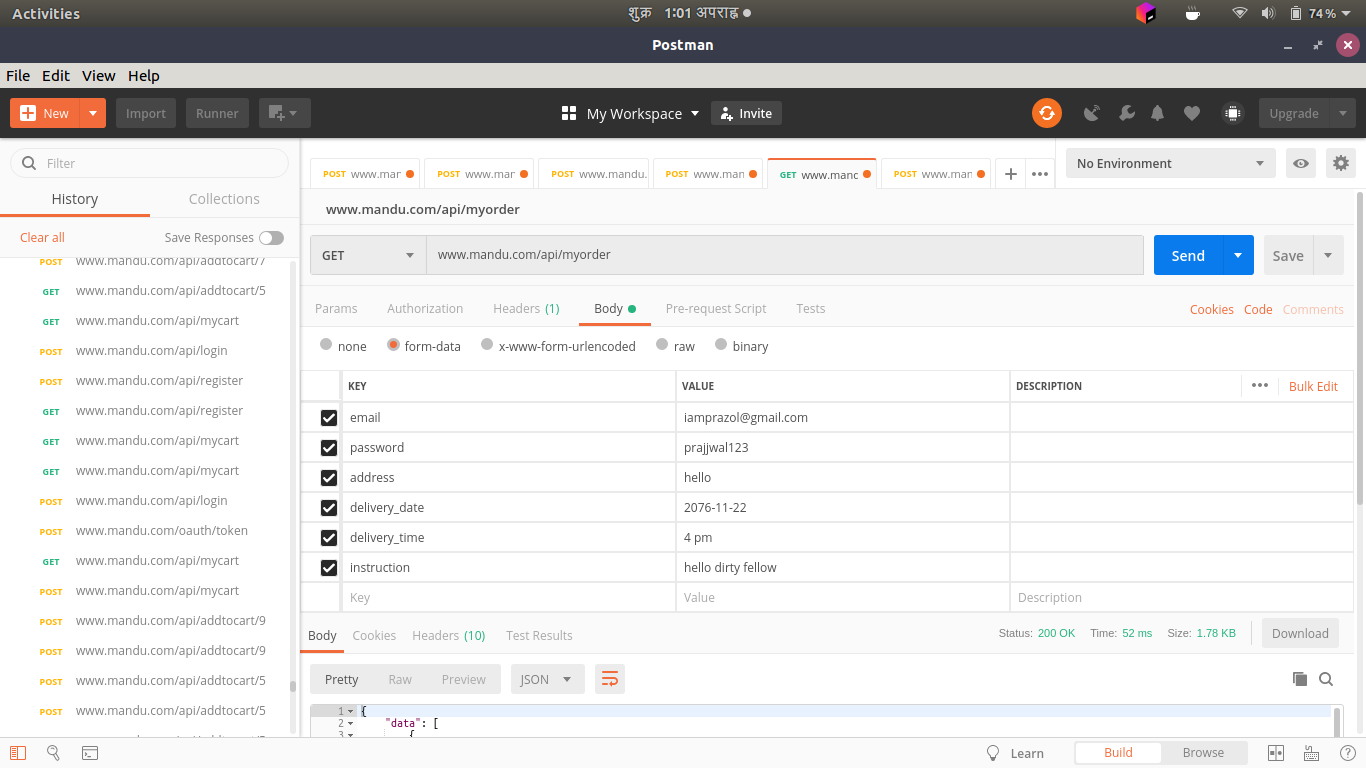 Activities
शुक्र 1:01 अपराह्न
74%
Postman
File Edit View Help
New
Import
Runner
My Workspace
Invite
Upgrade
Filter
History
Collections
Clear all
Save Responses
POST www.mandu.com/api/addtocart/7
GET www.mandu.com/api/addtocart/5
GET www.mandu.com/api/mycart
POST www.mandu.com/api/login
POST www.mandu.com/api/register
GET www.mandu.com/api/register
GET www.mandu.com/api/mycart
GET www.mandu.com/api/mycart
POST www.mandu.com/api/login
POST www.mandu.com/oauth/token
GET www.mandu.com/api/mycart
POST www.mandu.com/api/mycart
POST www.mandu.com/api/addtocart/9
POST www.mandu.com/api/addtocart/9
POST www.mandu.com/api/addtocart/5
POST www.mandu.com/api/addtocart/5
POST www.mar
POST www.mar
POST www.mandu.
POST www.man
GET www.manc
POST www.mar
No Environment
www.mandu.com/api/myorder
GET
www.mandu.com/api/myorder
Send
Save
Params
Authorization
Headers (1)
Body
Pre-request Script
Tests
Cookies
Code
Comments
none
form-data
x-www-form-urlencoded
raw
binary
KEY VALUE DESCRIPTION
Bulk Edit
email iamprazol@gmail.com
password prajjwal123
address hello
delivery_date 2076-11-22
delivery_time 4 pm
instruction hello dirty fellow
Key Value Description
Body
Cookies
Headers (10)
Test Results
Status: 200 OK
Time: 52 ms
Size: 1.78 KB
Download
Pretty
Raw
Preview
JSON
1 {
2 "data": [
3 {
Learn
Build
Browse